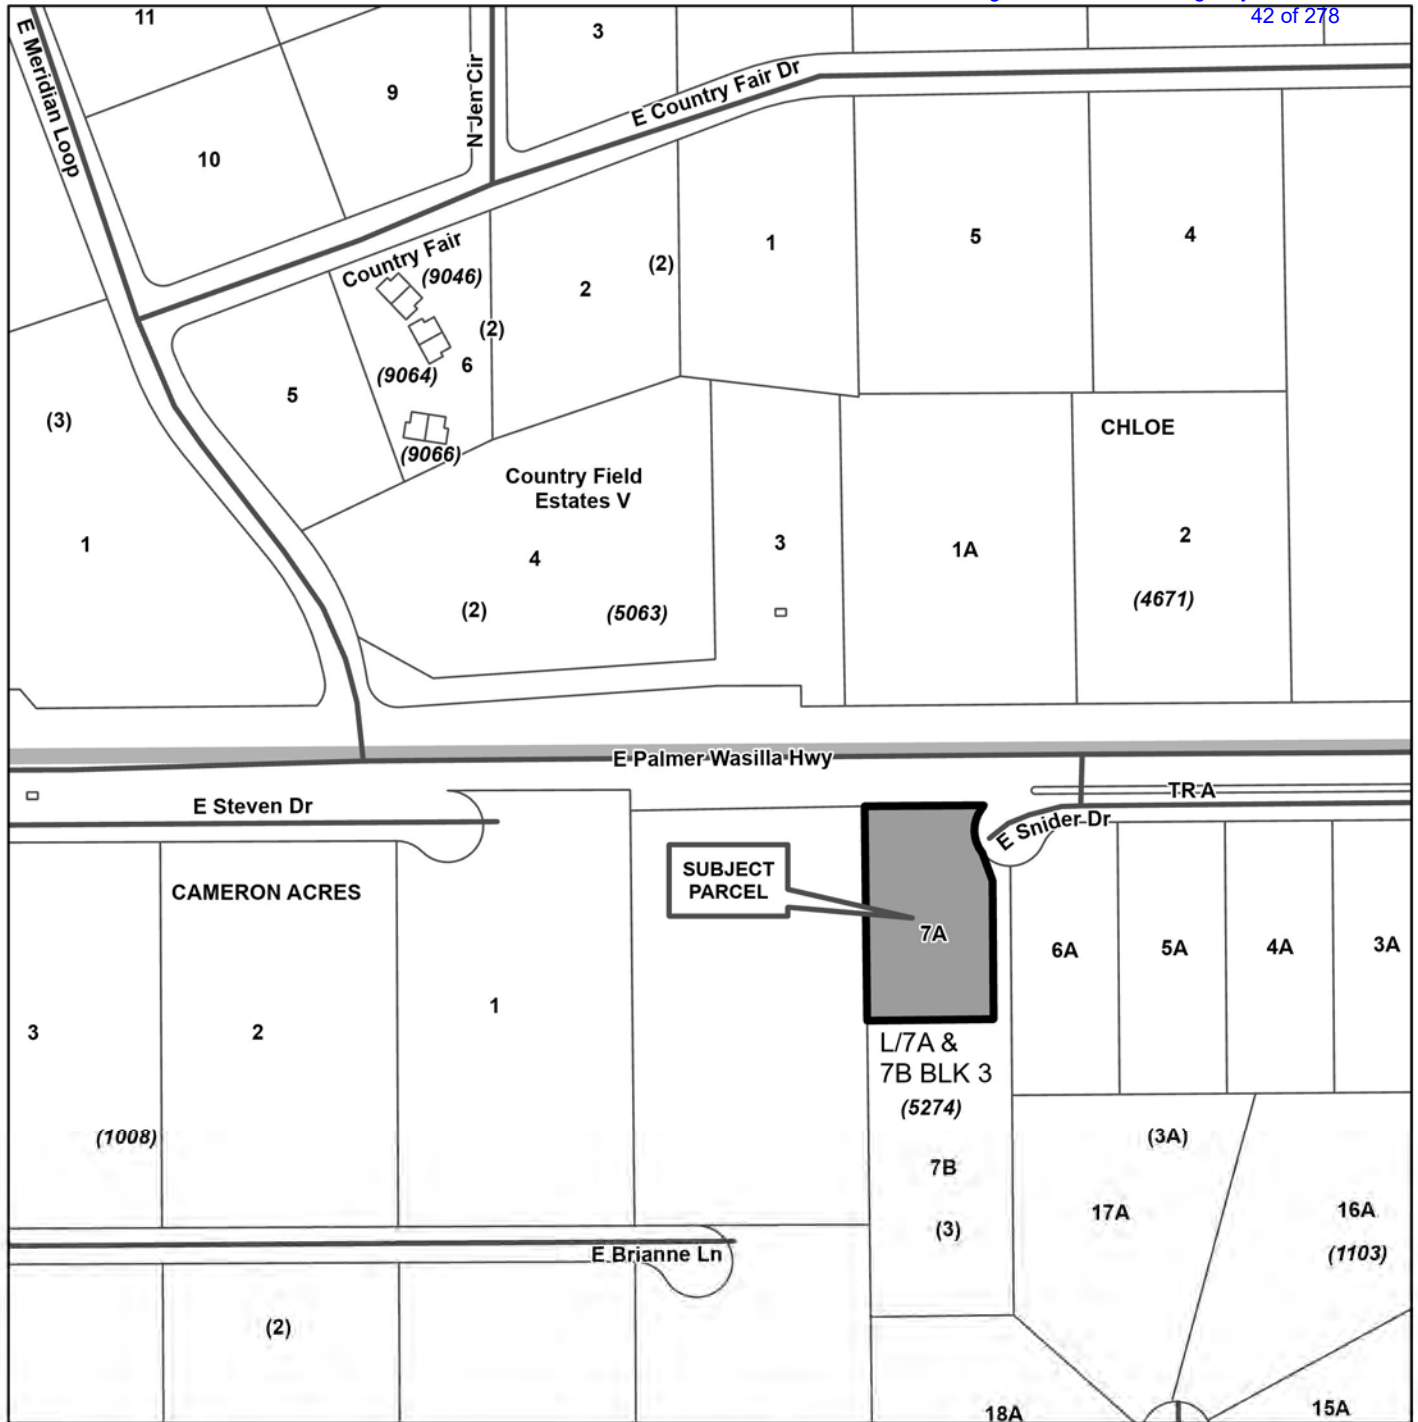 42 of 278
11
3
E Meridian Loop
9
N Jen Cir
E Country Fair Dr
10
Country Fair
(9046)
2
(2)
1
5
4
(2)
(9064)
6
5
(3)
(9066)
CHLOE
Country Field
Estates V
1
4
3
1A
2
(2)
(5063)
(4671)
E Palmer Wasilla Hwy
TR A
E Steven Dr
E Snider Dr
CAMERON ACRES
SUBJECT
PARCEL
7A
6A
5A
4A
3A
3
2
1
L/7A &
7B BLK 3
(5274)
(1008)
(3A)
7B
17A
16A
(3)
(1103)
E Brianne Ln
(2)
18A
15A